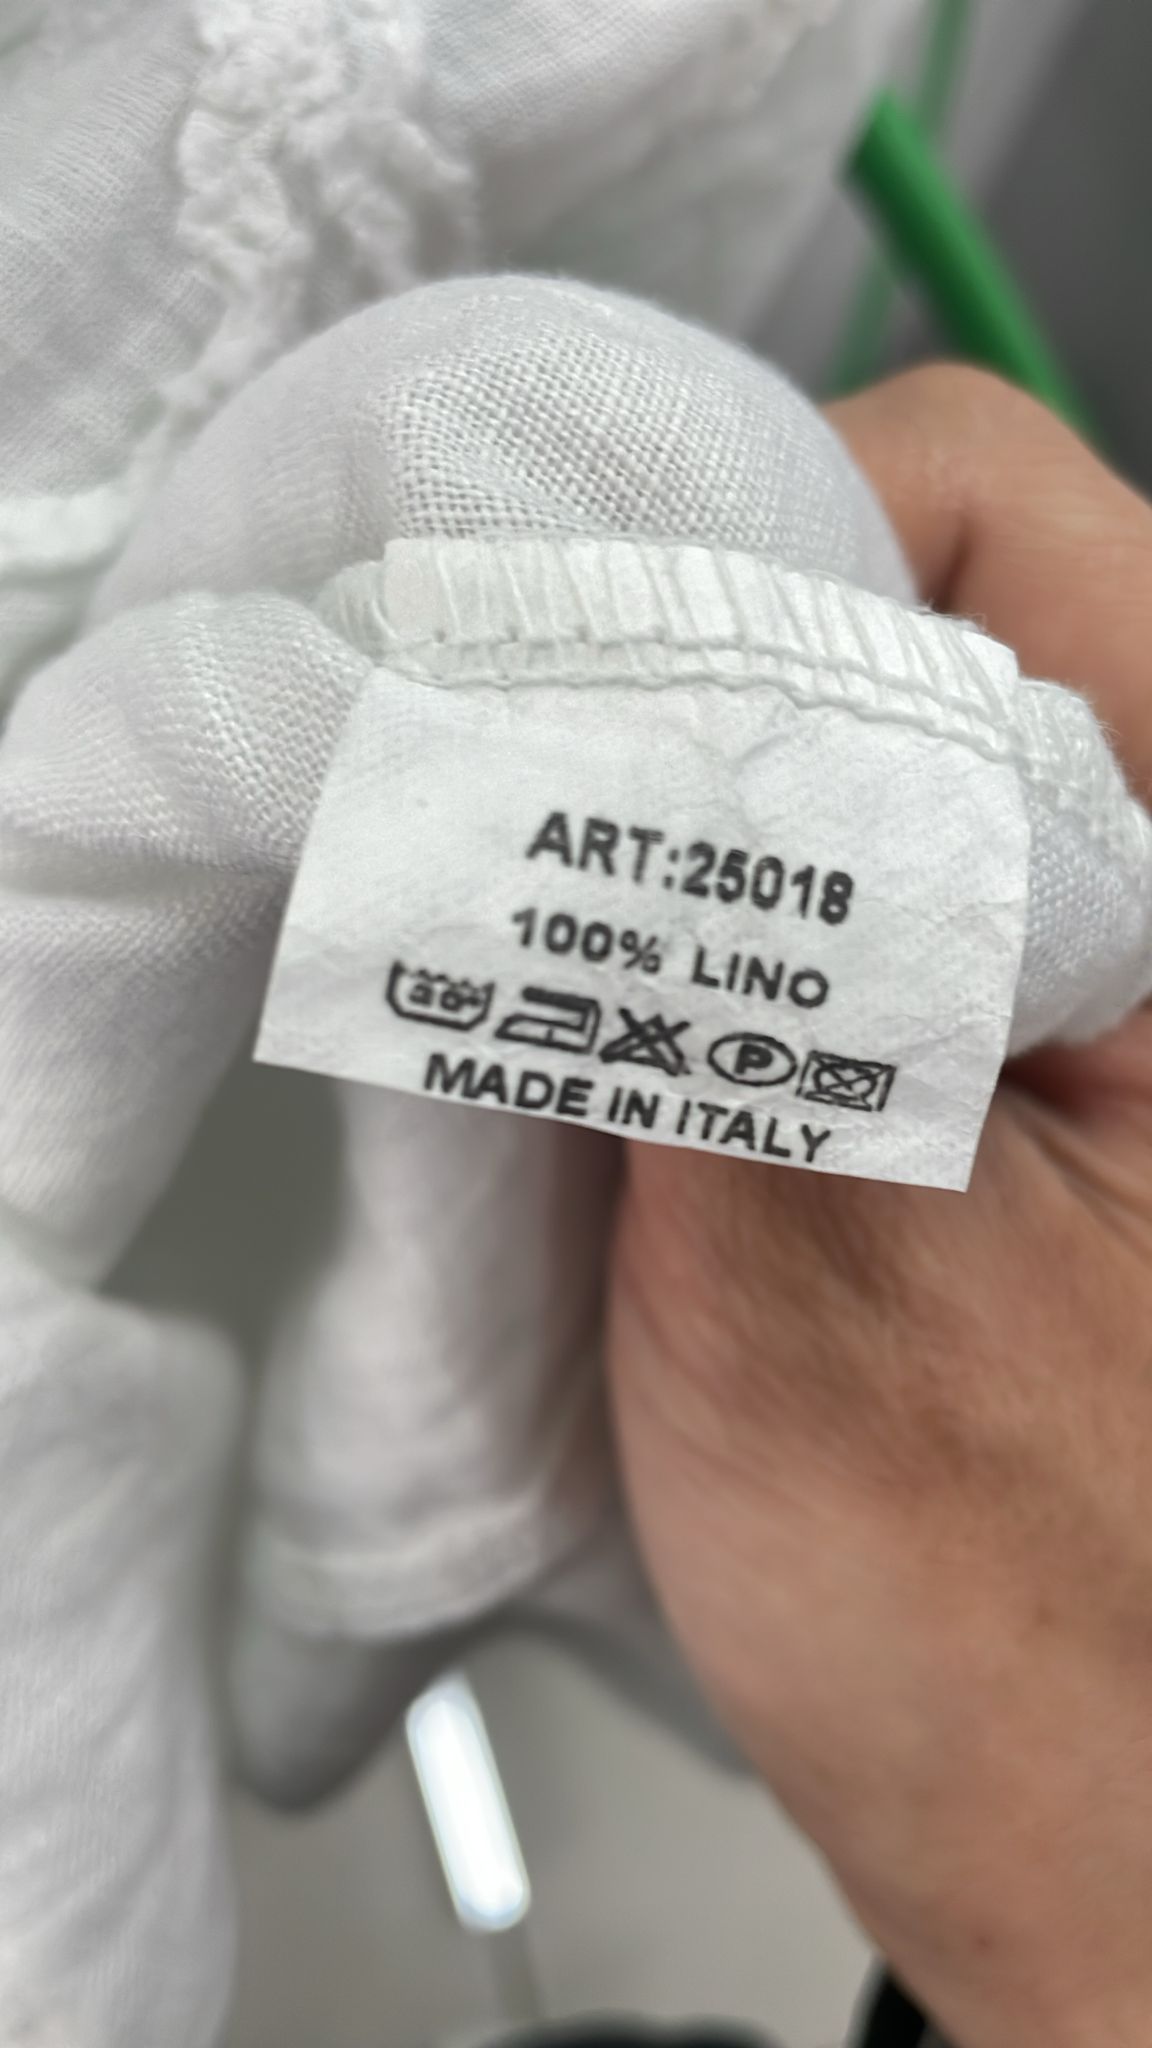 ART:25018
100% LINO
P
MADE IN ITALY